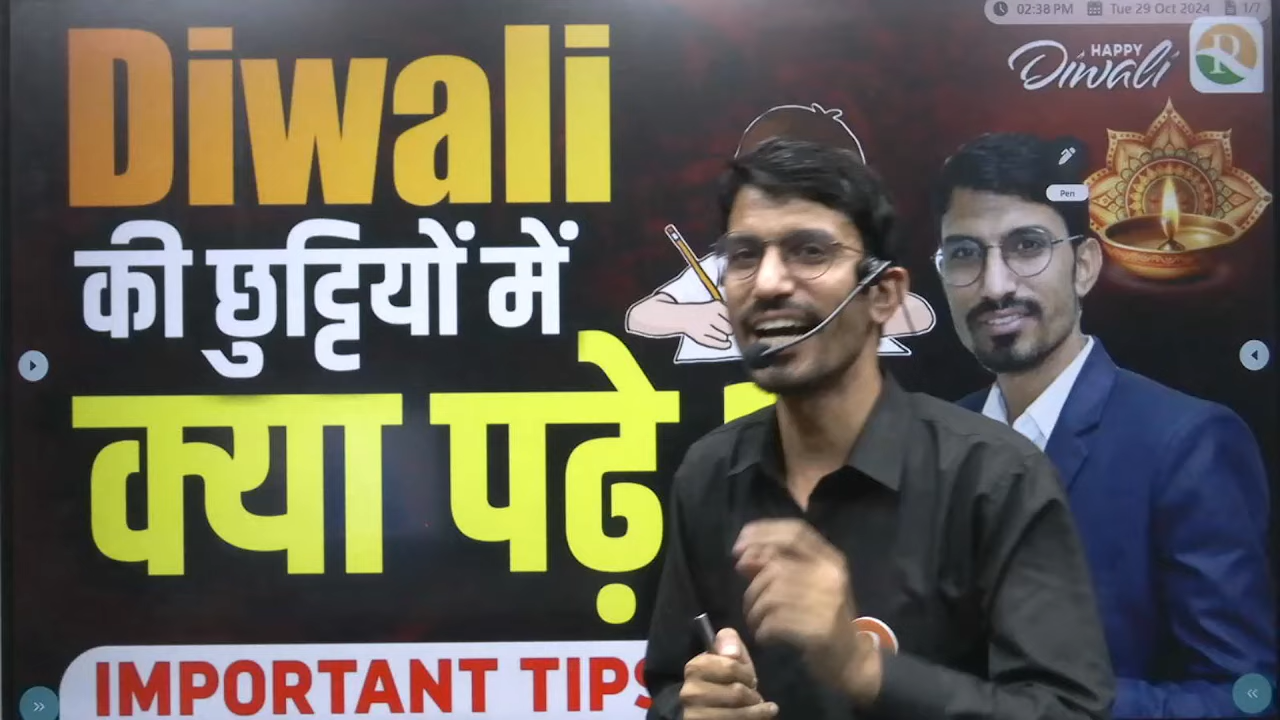 02:38 PM Tue 29 Oct 2024 1/7
HAPPY
Diwali
R
Diwali
की छुट्टियों में
क्या पढ़े
Pen
IMPORTANT TIPS